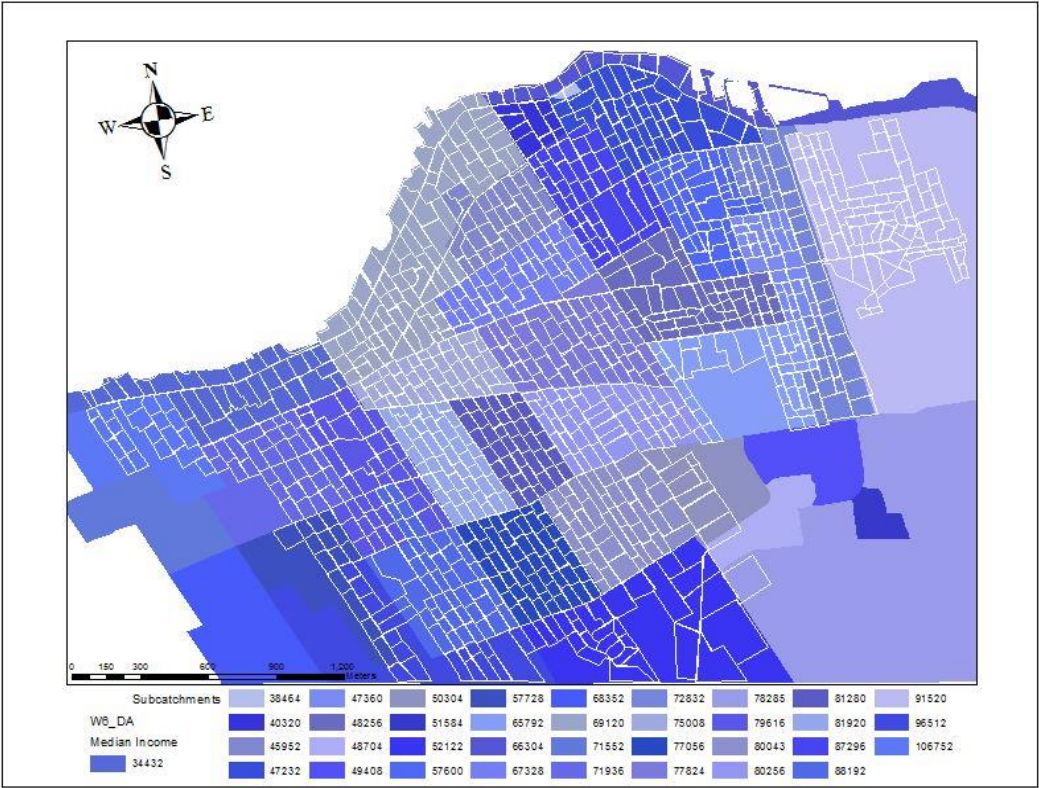 N
W E
S
0 150 300 600 900 1,200
Meters
Subcatchments
W6_DA
Median Income
34432
38464 47360 50304 57728 68352 72832 78285 81280 91520
40320 48256 51584 65792 69120 75008 79616 81920 96512
45952 48704 52122 66304 71552 77056 80043 87296 106752
47232 49408 57600 67328 71936 77824 80256 88192